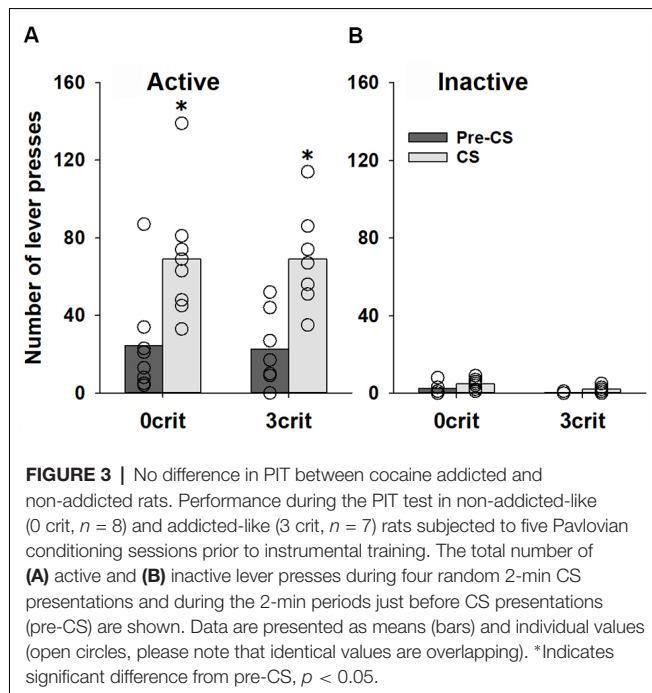 A
B
Active
Inactive
Number of lever presses
160
120
80
40
0
*
*
0crit
3crit
160
120
80
40
0
Pre-CS
CS
0crit
3crit
FIGURE 3 | No difference in PIT between cocaine addicted and
non-addicted rats. Performance during the PIT test in non-addicted-like
(0 crit, n = 8) and addicted-like (3 crit, n = 7) rats subjected to five Pavlovian
conditioning sessions prior to instrumental training. The total number of
(A) active and (B) inactive lever presses during four random 2-min CS
presentations and during the 2-min periods just before CS presentations
(pre-CS) are shown. Data are presented as means (bars) and individual values
(open circles, please note that identical values are overlapping). *Indicates
significant difference from pre-CS, p < 0.05.